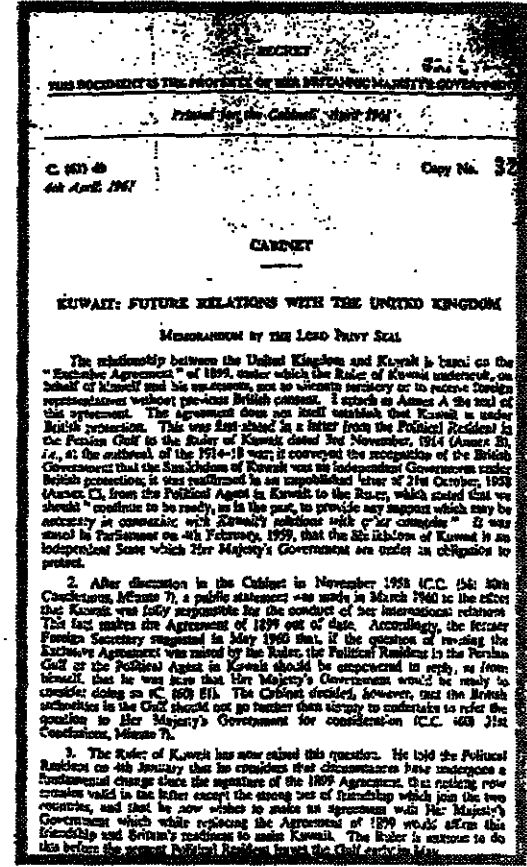 SECRET
THIS DOCUMENT IS THE PROPERTY OF HER BRITANNIC MAJESTY'S GOVERNMENT
Printed for the Cabinet. April 1961
C. (61) Copy No. 32
4th April, 1961
CABINET
KUWAIT: FUTURE RELATIONS WITH THE UNITED KINGDOM
MEMORANDUM BY THE LORD PRIVY SEAL
The relationship between the United Kingdom and Kuwait is based on the
"Exclusive Agreement" of 1899, under which the Ruler of Kuwait undertook, on
behalf of himself and his successors, not to alienate territory or to receive foreign
representatives without previous British consent. I attach as Annex A the text of
this agreement. The agreement does not itself establish that Kuwait is under
British protection. This was first stated in a letter from the Political Resident in
the Persian Gulf to the Ruler of Kuwait dated 3rd November, 1914 (Annex B),
i.e., at the outbreak of the 1914-18 war; it conveyed the recognition of the British
Government that the Sheikhdom of Kuwait was an independent Government under
British protection; it was reaffirmed in an unpublished letter of 21st October, 1958
(Annex C), from the Political Agent in Kuwait to the Ruler, which stated that we
should "continue to be ready, as in the past, to provide any support which may be
necessary in connexion with Kuwait's relations with other countries." It was
stated in Parliament on 4th February, 1959, that the Sheikhdom of Kuwait is an
independent State which Her Majesty's Government are under an obligation to
protect.
2. After discussion in the Cabinet in November 1958 (C.C. (58)
Conclusions, Minute 7), a public statement was made in March 1960 to the effect
that Kuwait was fully responsible for the conduct of her international relations.
This fact makes the Agreement of 1899 out of date. Accordingly, the former
Foreign Secretary suggested in May 1960 that, if the question of revising the
Exclusive Agreement was raised by the Ruler, the Political Resident in the Persian
Gulf or the Political Agent in Kuwait should be empowered to reply, as from
himself, that he was sure that Her Majesty's Government would be ready to
consider doing so (C. (60) 81). The Cabinet decided, however, that the British
authorities in the Gulf should not go further than simply to undertake to refer the
question to Her Majesty's Government for consideration (C.C. (60) 31st
Conclusions, Minute 7).
3. The Ruler of Kuwait has now raised this question. He told the Political
Resident on 4th January that he considers that circumstances have undergone a
fundamental change since the signature of the 1899 Agreement, that nothing now
remains valid in the latter except the strong ties of friendship which join the two
countries, and that he now wishes to make an agreement with Her Majesty's
Government which while replacing the Agreement of 1899 would affirm this
friendship and Britain's readiness to assist Kuwait. The Ruler is anxious to do
this before the present Political Resident leaves the Gulf early in May.